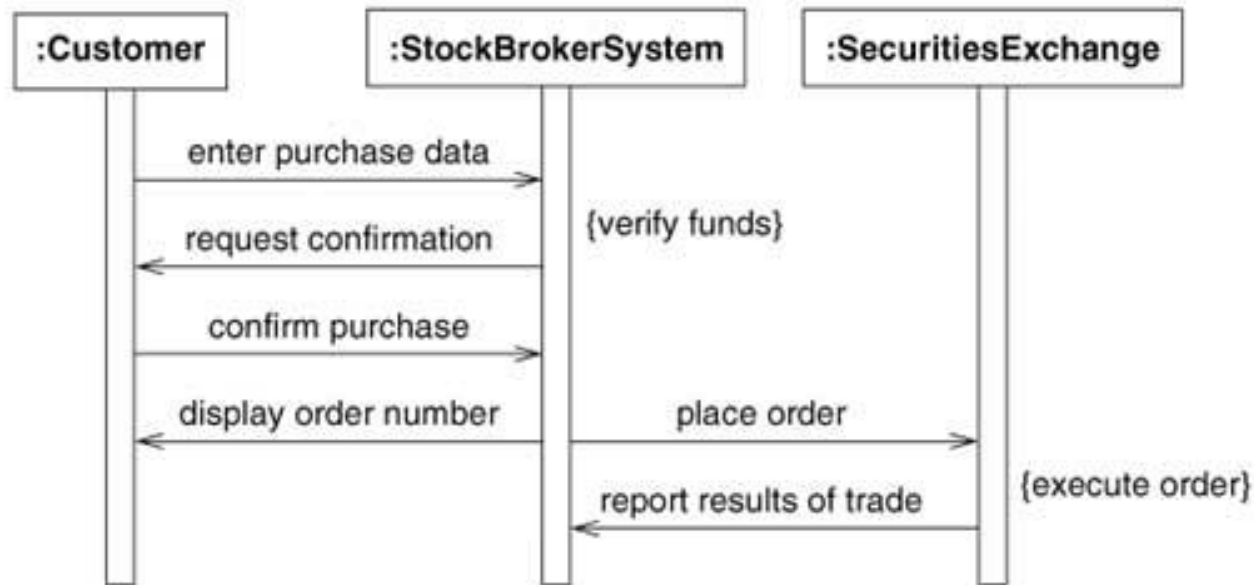 :Customer
:StockBrokerSystem
:SecuritiesExchange
enter purchase data
{verify funds}
request confirmation
confirm purchase
display order number
place order
{execute order}
report results of trade